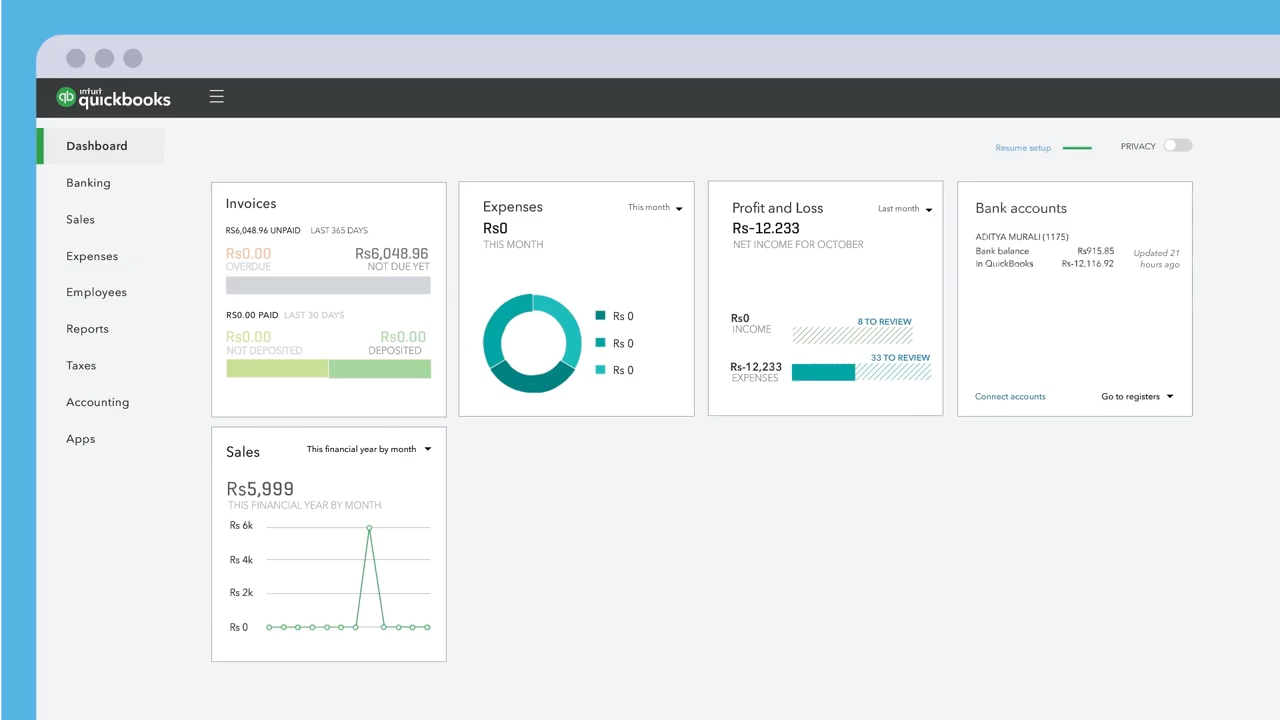 intuit
quickbooks
Dashboard
Banking
Sales
Expenses
Employees
Reports
Taxes
Accounting
Apps
Resume setup
PRIVACY
Invoices
RS6,048.96 UNPAID LAST 365 DAYS
Rs0.00 Rs6,048.96
OVERDUE NOT DUE YET
RS0.00 PAID LAST 30 DAYS
Rs0.00 Rs0.00
NOT DEPOSITED DEPOSITED
Expenses This month
Rs0
THIS MONTH
Rs 0
Rs 0
Rs 0
Profit and Loss Last month
Rs-12.233
NET INCOME FOR OCTOBER
Rs0
INCOME
8 TO REVIEW
Rs-12,233
EXPENSES
33 TO REVIEW
Bank accounts
ADITYA MURALI (1175)
Bank balance Rs915.85
in QuickBooks Rs-12,116.92
Updated 21
hours ago
Connect accounts Go to registers
Sales This financial year by month
Rs5,999
THIS FINANCIAL YEAR BY MONTH
Rs 6k
Rs 4k
Rs 2k
Rs 0